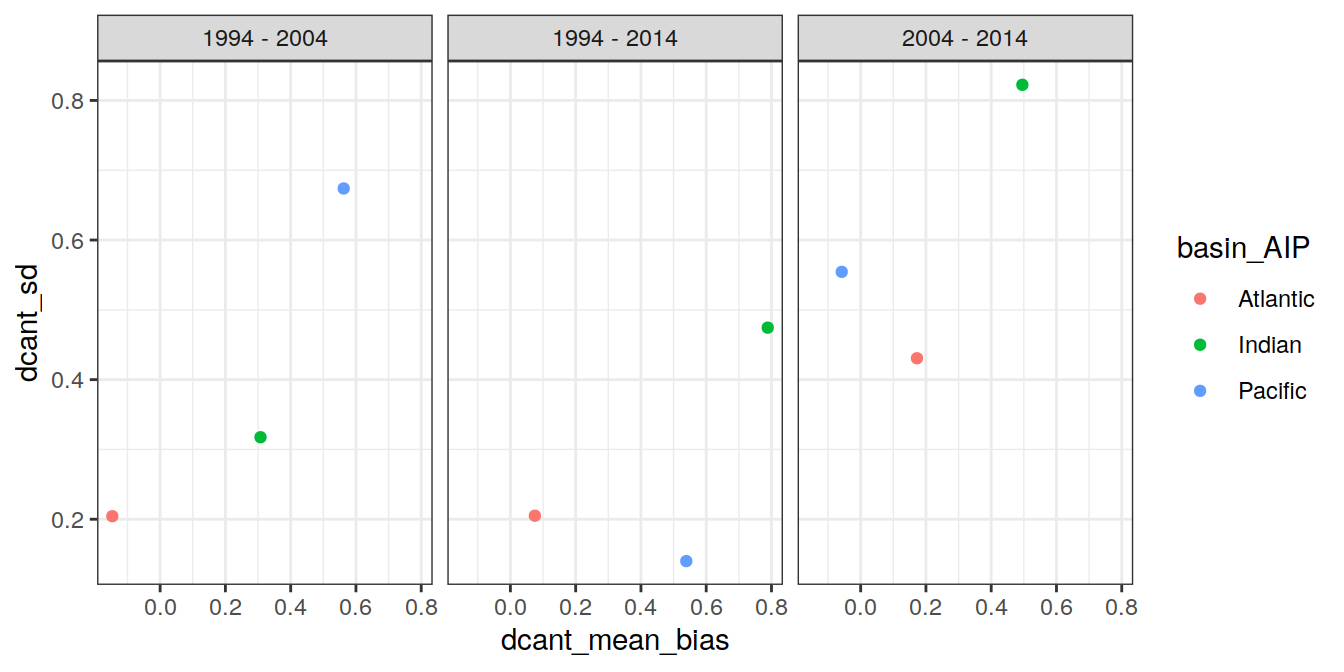 1994 - 2004
1994 - 2014
2004 - 2014
0.8
0.6
0.4
0.2
dcant_sd
0.0 0.2 0.4 0.6 0.8
0.0 0.2 0.4 0.6 0.8
0.0 0.2 0.4 0.6 0.8
dcant_mean_bias
basin_AIP
Atlantic
Indian
Pacific